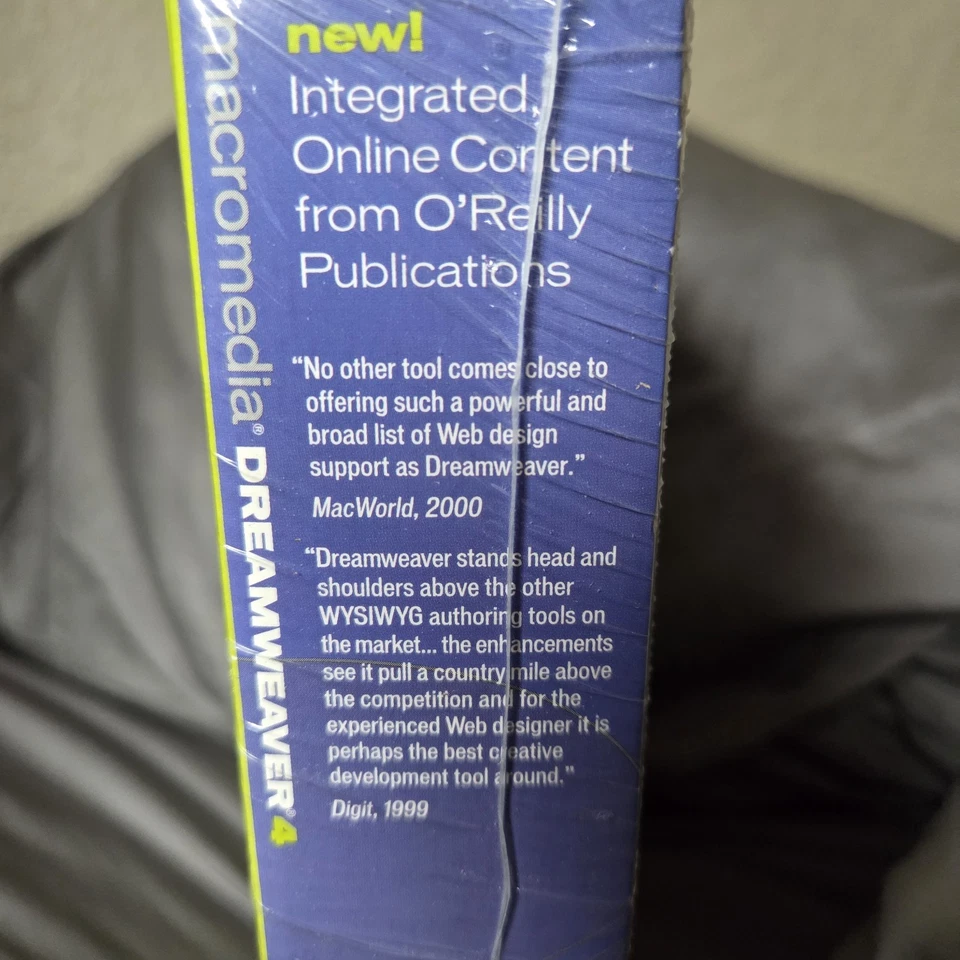 macromedia® DREAMWEAVER® 4
new!
Integrated,
Online Content
from O’Reilly
Publications
“No other tool comes close to
offering such a powerful and
broad list of Web design
support as Dreamweaver.”
MacWorld, 2000
“Dreamweaver stands head and
shoulders above the other
WYSIWYG authoring tools on
the market... the enhancements
see it pull a country mile above
the competition and for the
experienced Web designer it is
perhaps the best creative
development tool around.”
Digit, 1999